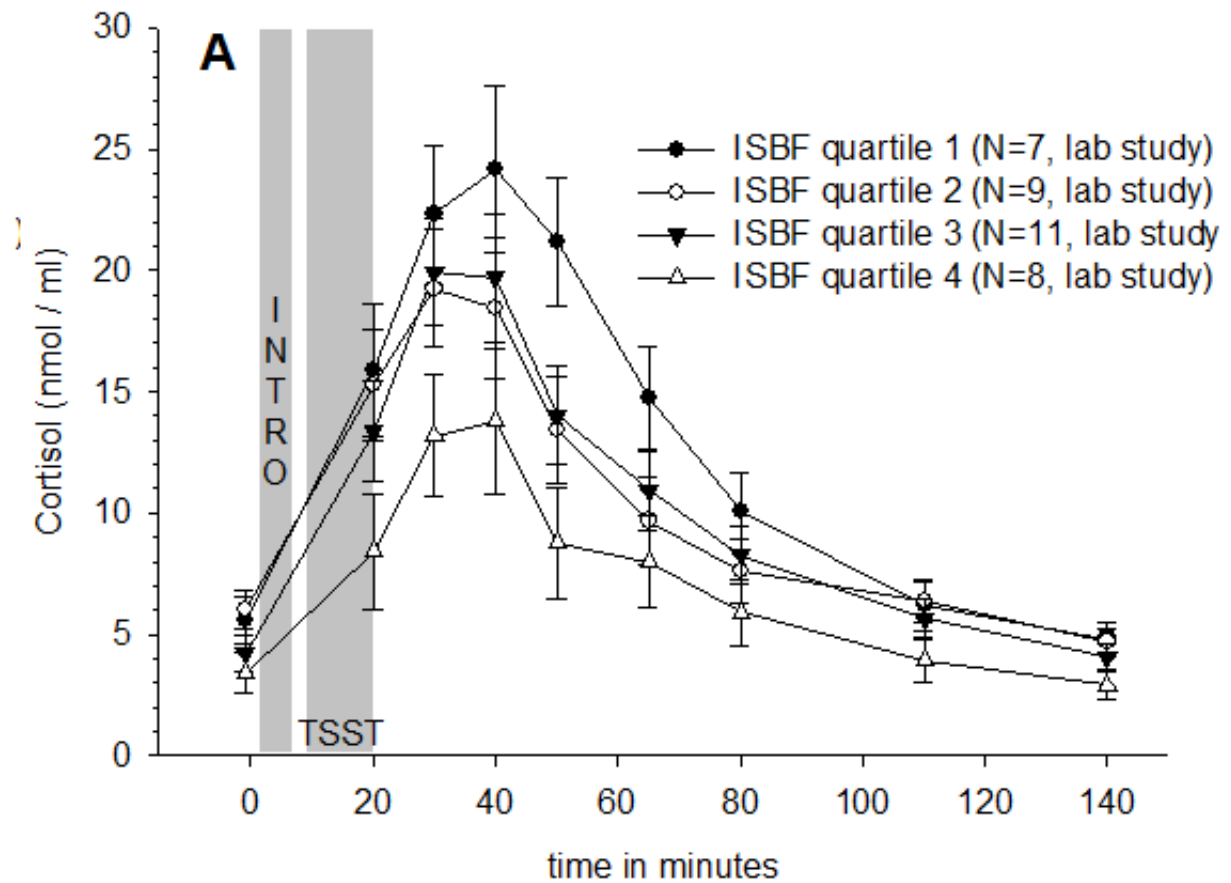 A
30
25
20
15
10
5
0
)
Cortisol (nmol / ml)
INTRO
TSST
ISBF quartile 1 (N=7, lab study)
ISBF quartile 2 (N=9, lab study)
ISBF quartile 3 (N=11, lab study
ISBF quartile 4 (N=8, lab study)
0 20 40 60 80 100 120 140
time in minutes